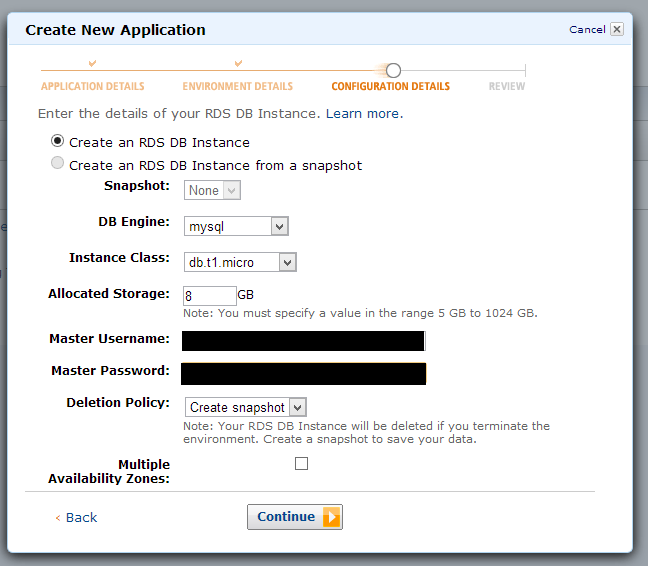 Create New Application
Cancel
APPLICATION DETAILS ENVIRONMENT DETAILS CONFIGURATION DETAILS REVIEW
Enter the details of your RDS DB Instance. Learn more.
Create an RDS DB Instance
Create an RDS DB Instance from a snapshot
Snapshot: None
DB Engine: mysql
Instance Class: db.t1.micro
Allocated Storage: 8 GB
Note: You must specify a value in the range 5 GB to 1024 GB.
Master Username:
Master Password:
Deletion Policy: Create snapshot
Note: Your RDS DB Instance will be deleted if you terminate the
environment. Create a snapshot to save your data.
Multiple
Availability Zones:
< Back Continue